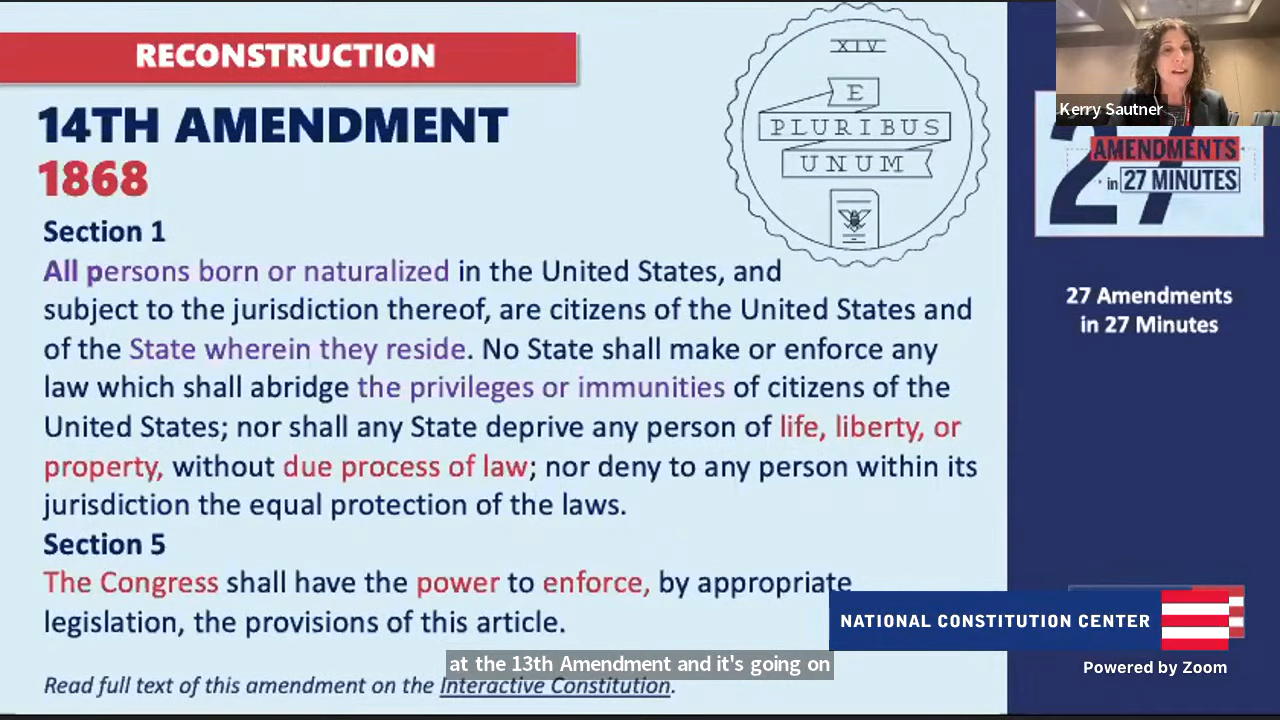 RECONSTRUCTION
14TH AMENDMENT
1868
Section 1
All persons born or naturalized in the United States, and
subject to the jurisdiction thereof, are citizens of the United States and
of the State wherein they reside. No State shall make or enforce any
law which shall abridge the privileges or immunities of citizens of the
United States; nor shall any State deprive any person of life, liberty, or
property, without due process of law; nor deny to any person within its
jurisdiction the equal protection of the laws.
Section 5
The Congress shall have the power to enforce, by appropriate
legislation, the provisions of this article.
Read full text of this amendment on the Interactive Constitution.
at the 13th Amendment and it's going on
XIV
E
PLURIBUS
UNUM
Kerry Sautner
27
AMENDMENTS
in 27 MINUTES
27 Amendments
in 27 Minutes
NATIONAL CONSTITUTION CENTER
Powered by Zoom